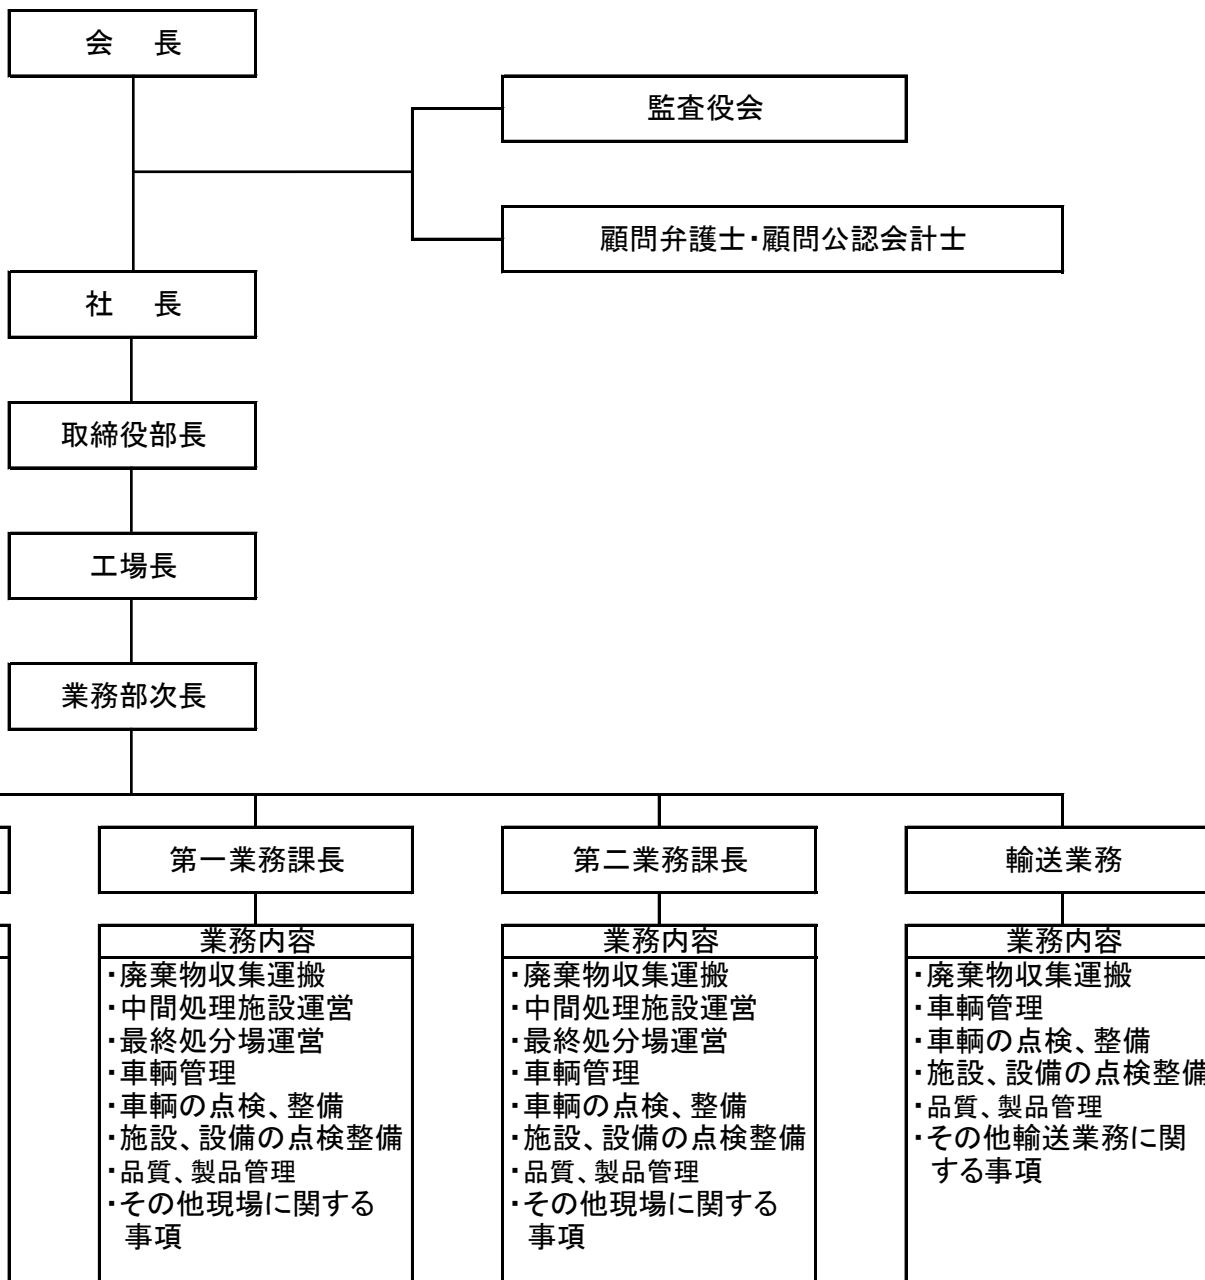 会　長
監査役会
顧問弁護士・顧問公認会計士
社　長
取締役部長
工場長
業務部次長
第一業務課長
業務内容
・廃棄物収集運搬
・中間処理施設運営
・最終処分場運営
・車輌管理
・車輌の点検、整備
・施設、設備の点検整備
・品質、製品管理
・その他現場に関する
事項
第二業務課長
業務内容
・廃棄物収集運搬
・中間処理施設運営
・最終処分場運営
・車輌管理
・車輌の点検、整備
・施設、設備の点検整備
・品質、製品管理
・その他現場に関する
事項
輸送業務
業務内容
・廃棄物収集運搬
・車輌管理
・車輌の点検、整備
・施設、設備の点検整備
・品質、製品管理
・その他輸送業務に関
する事項